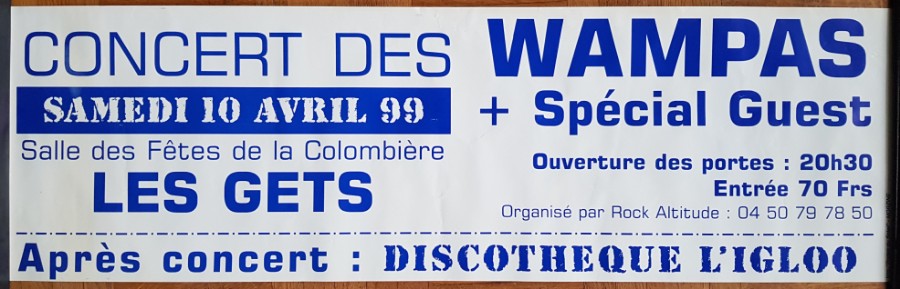 CONCERT DES WAMPAS
SAMEDI 10 AVRIL 99
+ Spécial Guest
Salle des Fêtes de la Colombière
LES GETS
Ouverture des portes : 20h30
Entrée 70 Frs
Organisé par Rock Altitude : 04 50 79 78 50
Après concert : DISCOTHEQUE L'IGLOO